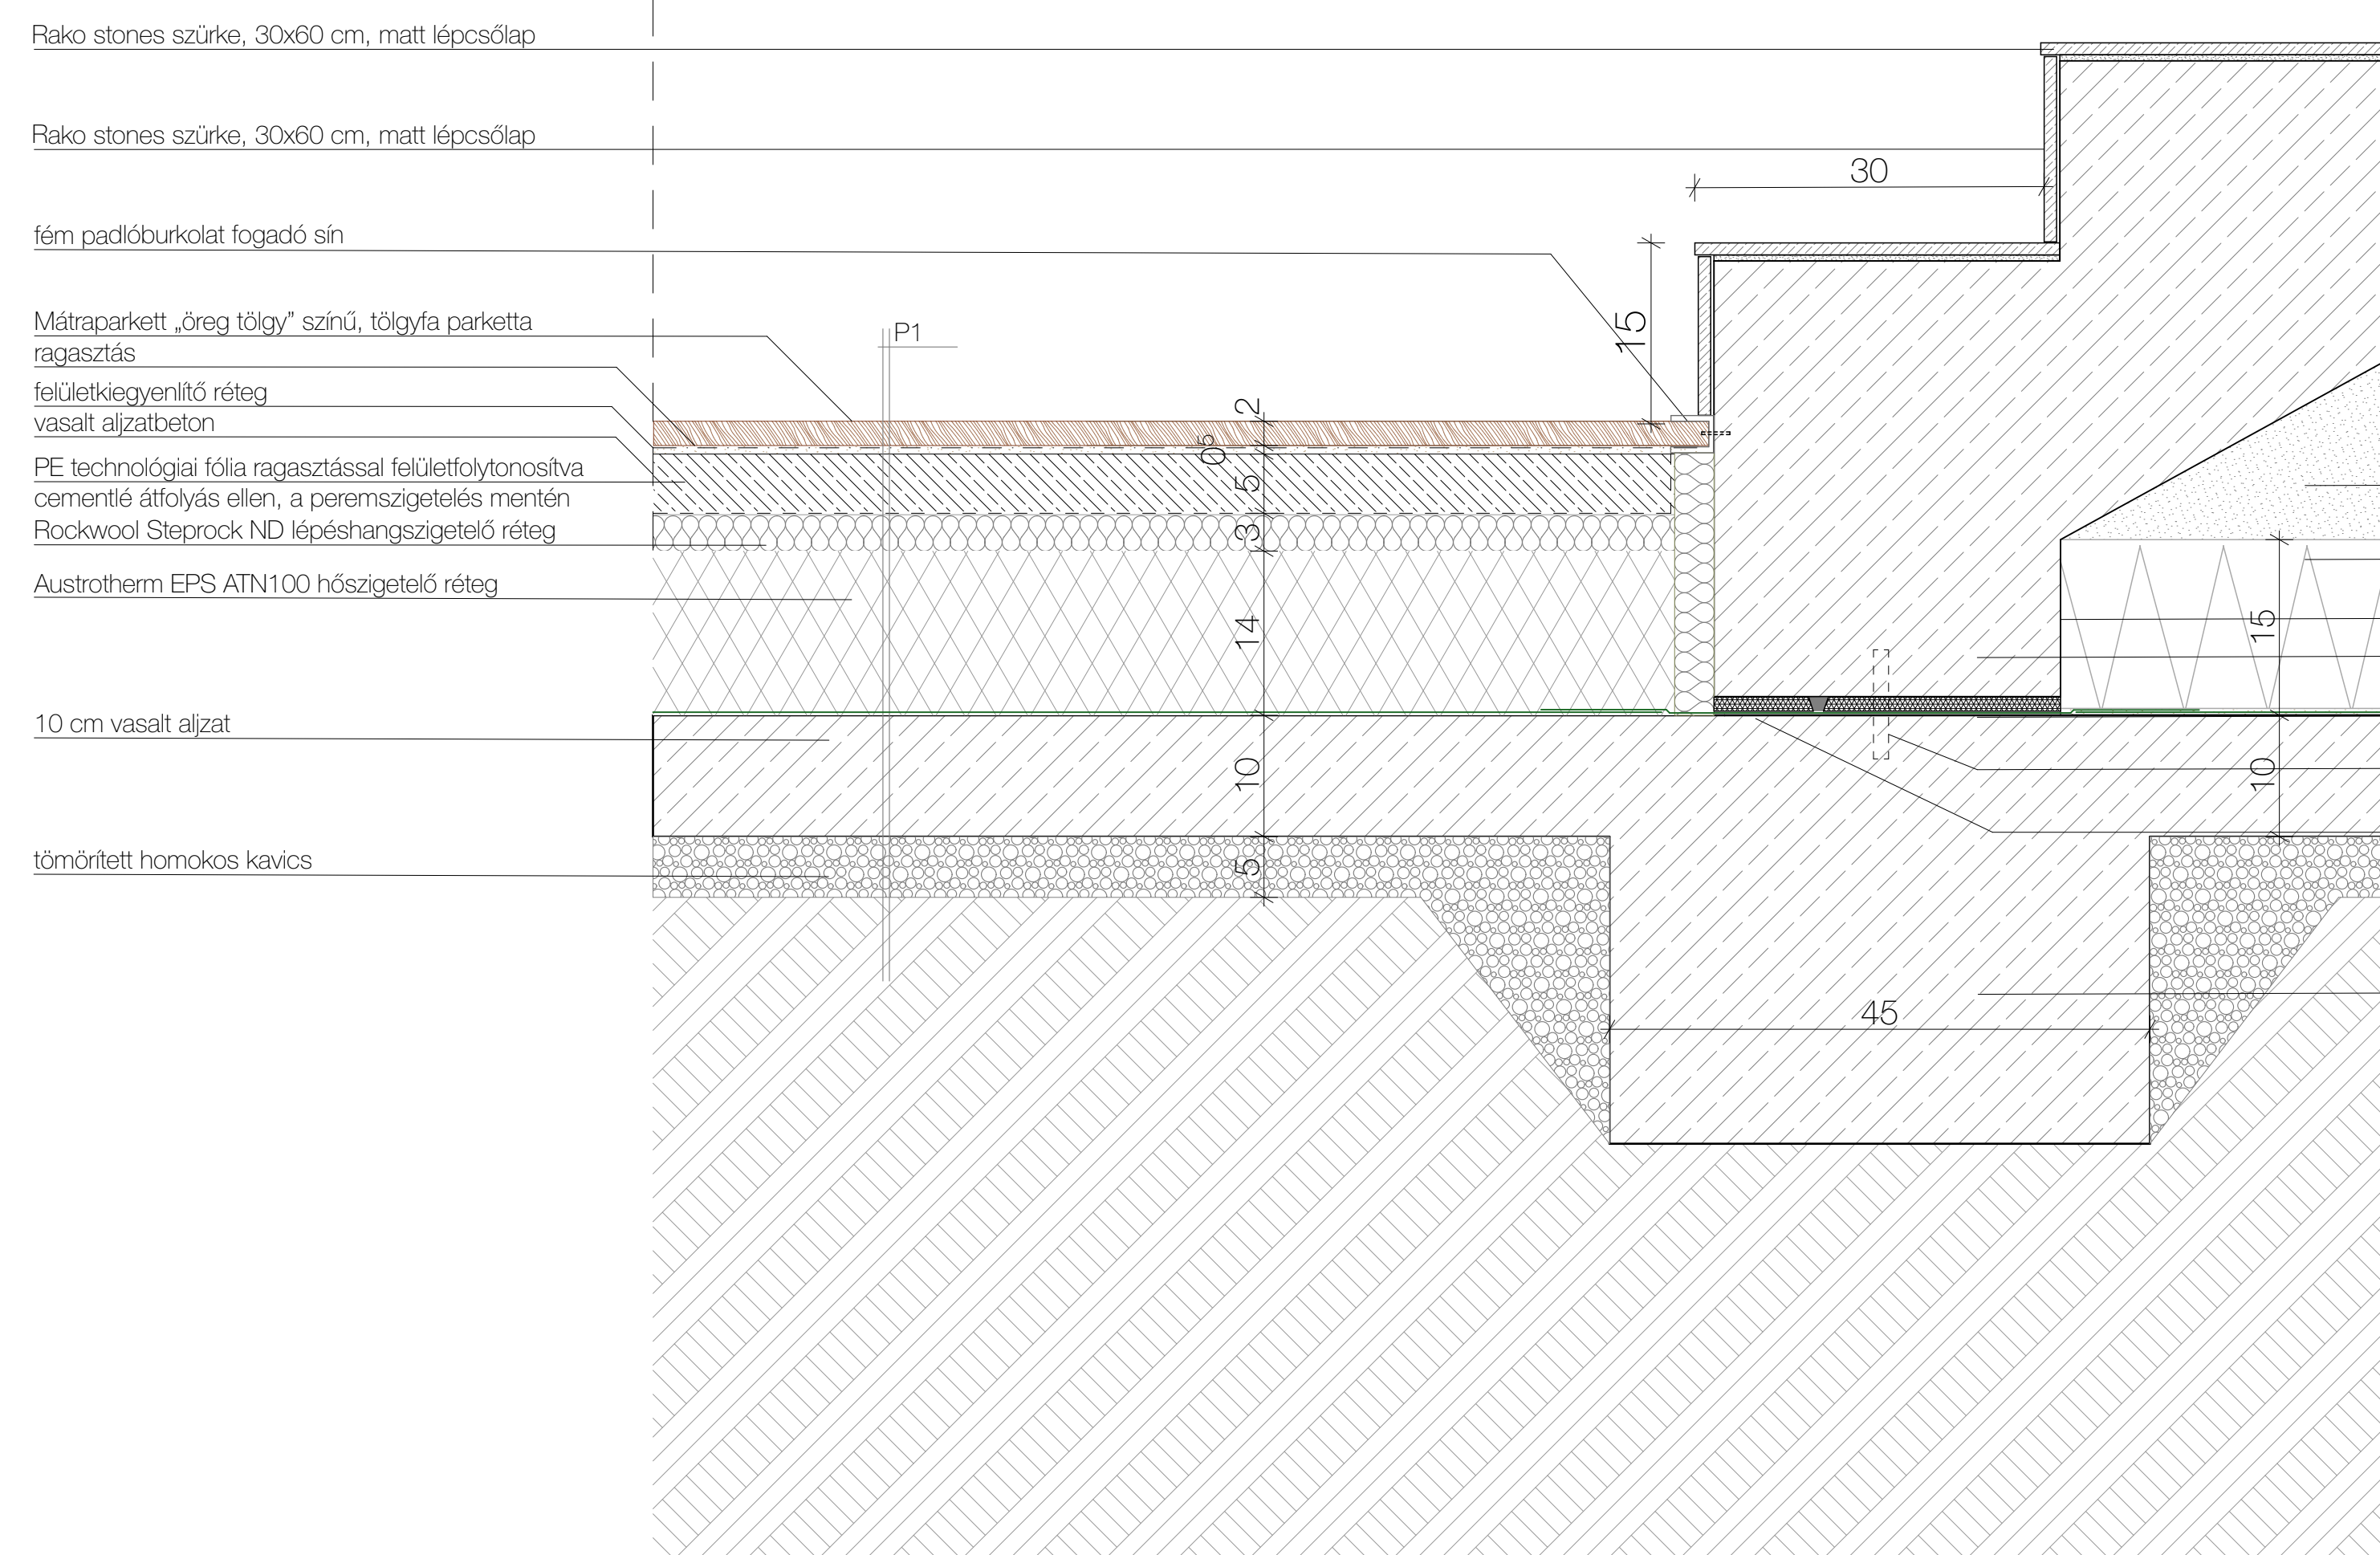 Rako stones szürke, 30x60 cm, matt lépcsőlap
Rako stones szürke, 30x60 cm, matt lépcsőlap
30
fém padlóburkolat fogadó sín
15
Mátraparkett „öreg tölgy” színű, tölgyfa parketta
P1
ragasztás
felületkiegyenlítő réteg
2
vasalt aljzatbeton
0⁵
PE technológiai fólia ragasztással felületfolytonosítva
5
cementlé átfolyás ellen, a peremszigetelés mentén
Rockwool Steprock ND lépéshangszigetelő réteg
3
Austrotherm EPS ATN100 hőszigetelő réteg
14
15
10 cm vasalt aljzat
10
10
tömörített homokos kavics
5
45